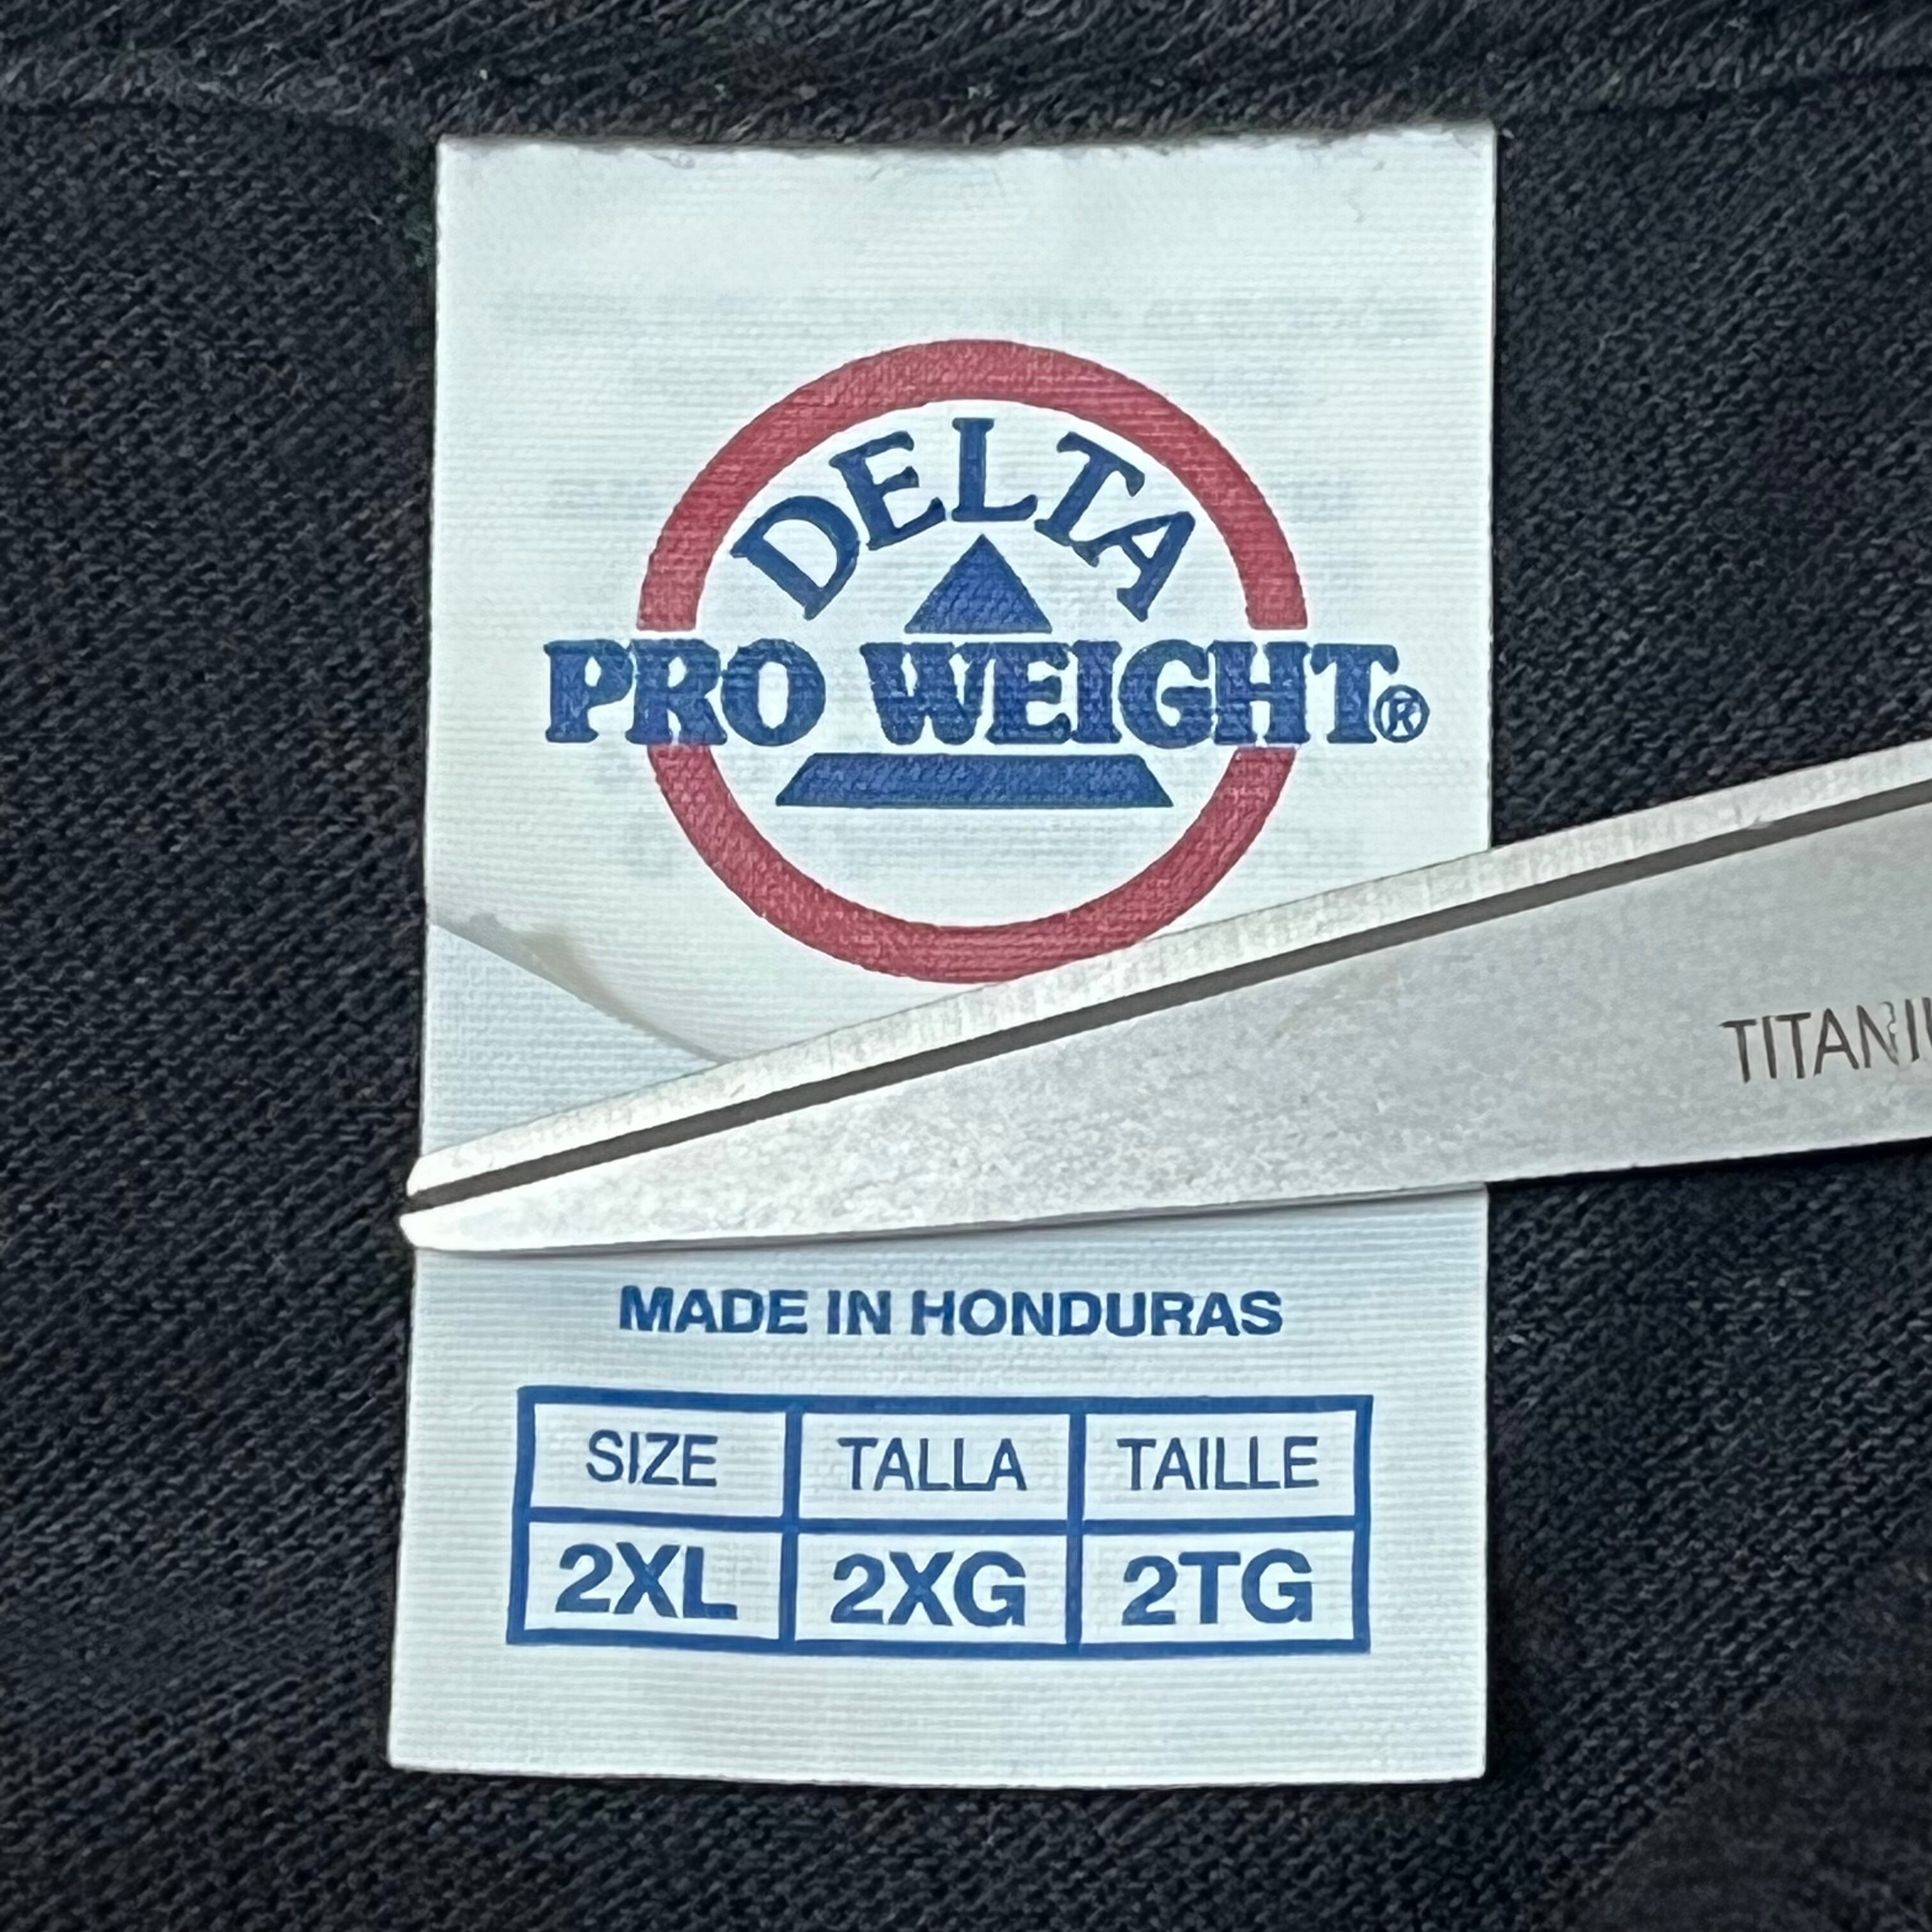 DELTA
PRO WEIGHT®
MADE IN HONDURAS
SIZE TALLA TAILLE
2XL 2XG 2TG